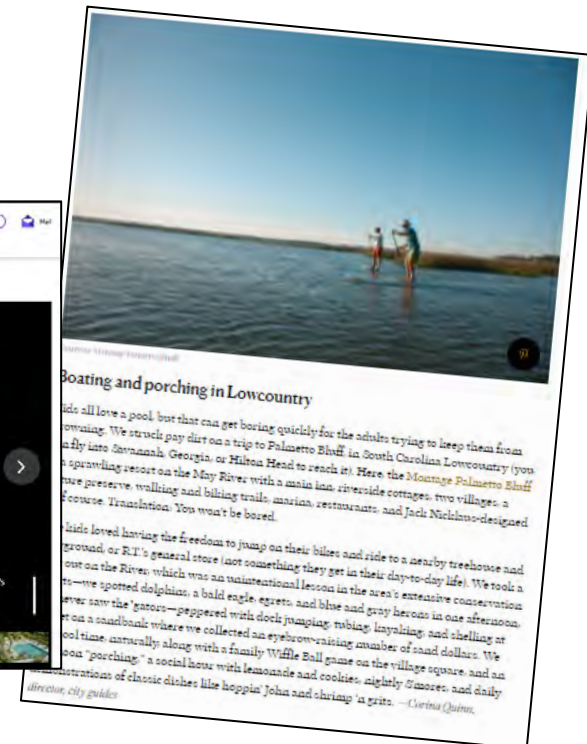 Mail
Boating and porching in Lowcountry
ids all love a pool, but that can get boring quickly for the adults trying to keep them from
owning. We struck pay dirt on a trip to Palmetto Bluff, in South Carolina Lowcountry (you
n fly into Savannah, Georgia, or Hilton Head to reach it). Here, the Montage Palmetto Bluff
a sprawling resort on the May River with a main inn, riverside cottages, two villages, a
ture preserve, walking and biking trails, marina, restaurants, and Jack Nicklaus-designed
f course. Translation: You won't be bored.
kids loved having the freedom to jump on their bikes and ride to a nearby treehouse and
ground, or R.T.'s general store (not something they get in their day-to-day life). We took a
out on the River, which was an unintentional lesson in the area's extensive conservation
ts—we spotted dolphins, a bald eagle, egrets, and blue and gray herons in one afternoon,
ever saw the 'gators—peppered with dock jumping, tubing, kayaking, and shelling at
et on a sandbank where we collected an eyebrow-raising number of sand dollars. We
ool time, naturally, along with a family Wiffle Ball game on the village square, and an
oon "porching," a social hour with lemonade and cookies, nightly S'mores, and daily
demonstrations of classic dishes like hoppin' John and shrimp 'n grits. —Corina Quinn,
director, city guides